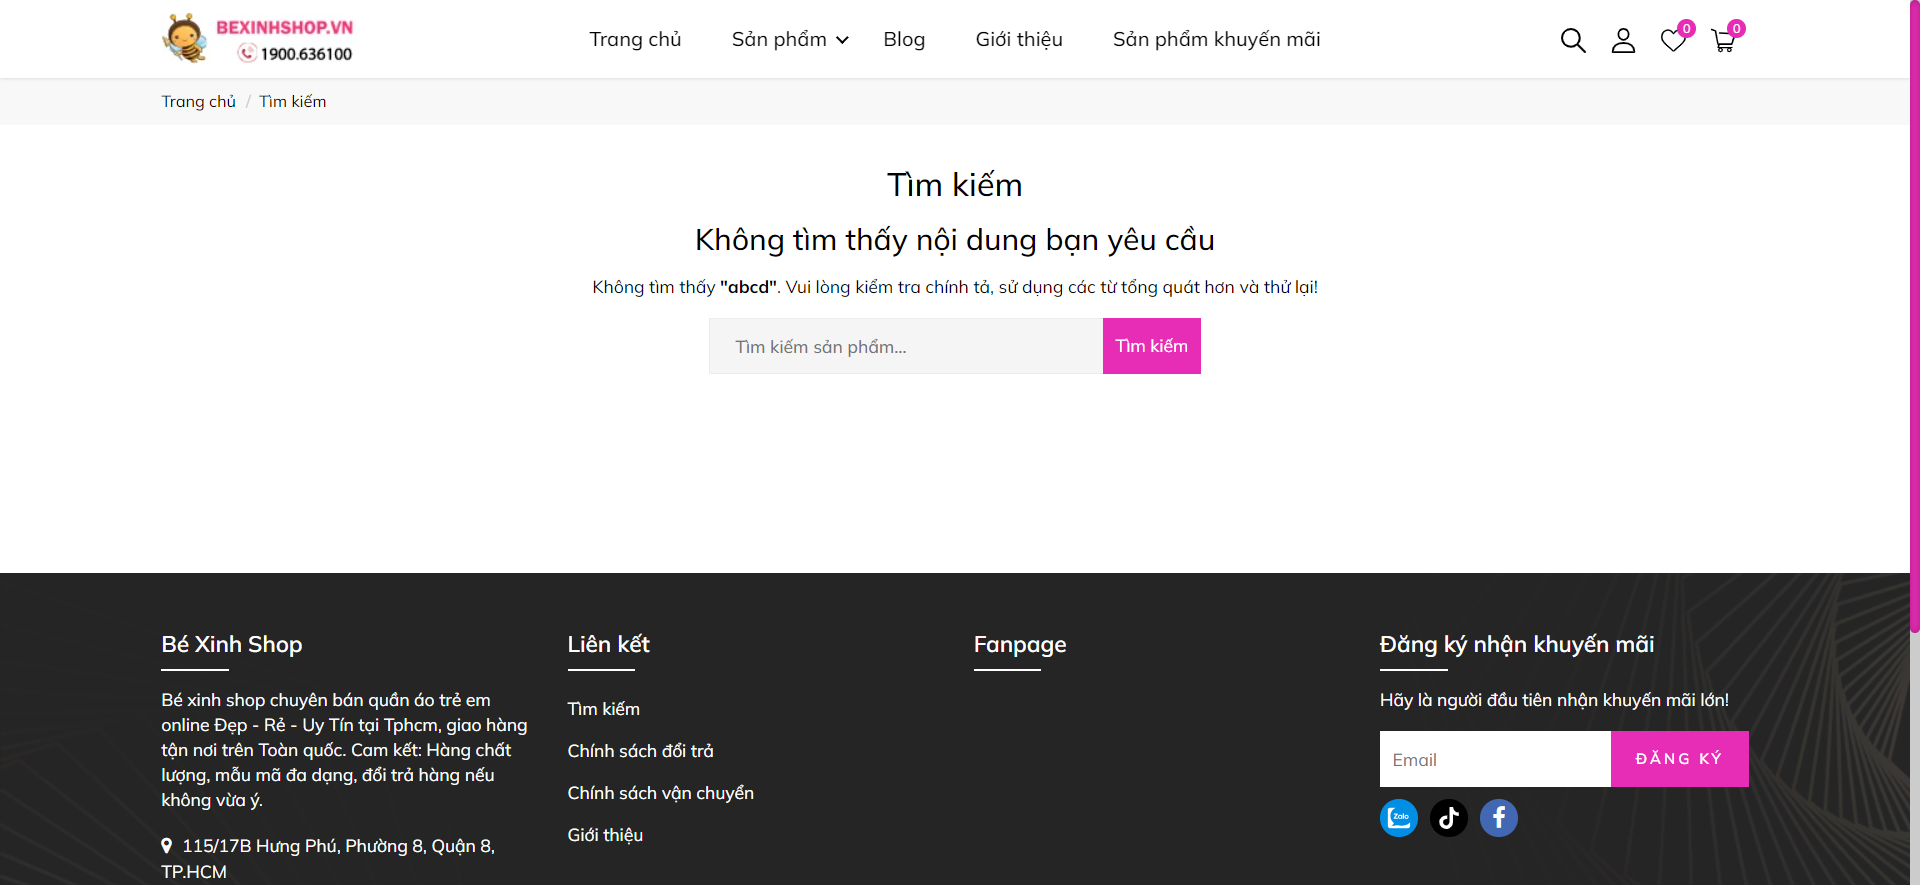 BEXINHSHOP.VN
1900.636100
Trang chủ
Sản phẩm
Blog
Giới thiệu
Sản phẩm khuyến mãi
0
0
Trang chủ / Tìm kiếm
Tìm kiếm
Không tìm thấy nội dung bạn yêu cầu
Không tìm thấy "abcd". Vui lòng kiểm tra chính tả, sử dụng các từ tổng quát hơn và thử lại!
Tìm kiếm sản phẩm...
Tìm kiếm
Bé Xinh Shop
Bé xinh shop chuyên bán quần áo trẻ em
online Đẹp - Rẻ - Uy Tín tại Tphcm, giao hàng
tận nơi trên Toàn quốc. Cam kết: Hàng chất
lượng, mẫu mã đa dạng, đổi trả hàng nếu
không vừa ý.
115/17B Hưng Phú, Phường 8, Quận 8,
TP.HCM
Liên kết
Tìm kiếm
Chính sách đổi trả
Chính sách vận chuyển
Giới thiệu
Fanpage
Đăng ký nhận khuyến mãi
Hãy là người đầu tiên nhận khuyến mãi lớn!
Email
ĐĂNG KÝ
Zalo